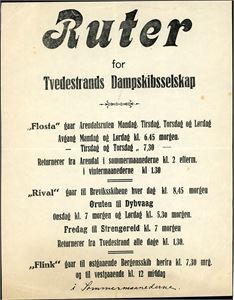 Ruter
for
Tvedestrands Dampskibsselskap
„Flosta" gaar Arendalsruten Mandag, Tirsdag, Torsdag og Lørdag
Avgang Mandag og Lørdag kl. 6.45 morgen.
— Tirsdag og Torsdag „ 7.30 —
Returnerer fra Arendal i sommermaanederne kl. 2 efterm.
i vintermaanederne kl 1.30
„Rival" gaar til Breviksskibene hver dag kl. 8,45 morgen
Øruten til Dybvaag
Onsdag kl. 7 morgen og Lørdag kl. 5.30 morgen.
Fredag til Strengereid kl. 7 morgen
Returnerer fra Tvedestrand alle dage kl. 1.30.
„Flink" gaar til østgaaende Bergensskib herira kl. 7,30 mrg.
og til vestgaaende kl. 12 middag
i Sommermaanederne.